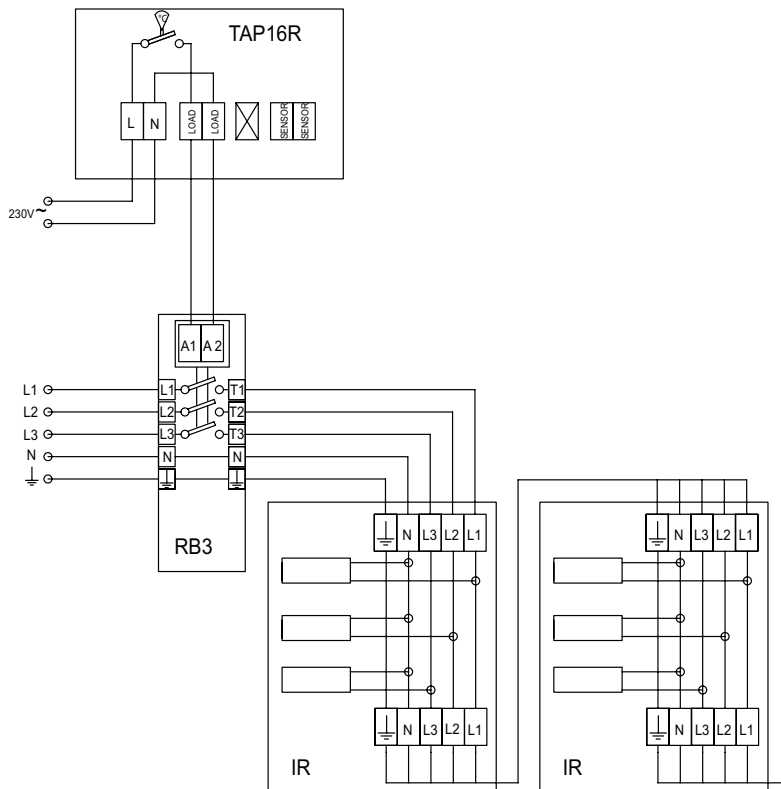 °C
TAP16R
L N LOAD LOAD SENSOR SENSOR
230V~
A1 A2
L1 L1 T1
L2 L2 T2
L3 L3 T3
N N N
RB3
N L3 L2 L1
N L3 L2 L1
N L3 L2 L1
N L3 L2 L1
IR
IR